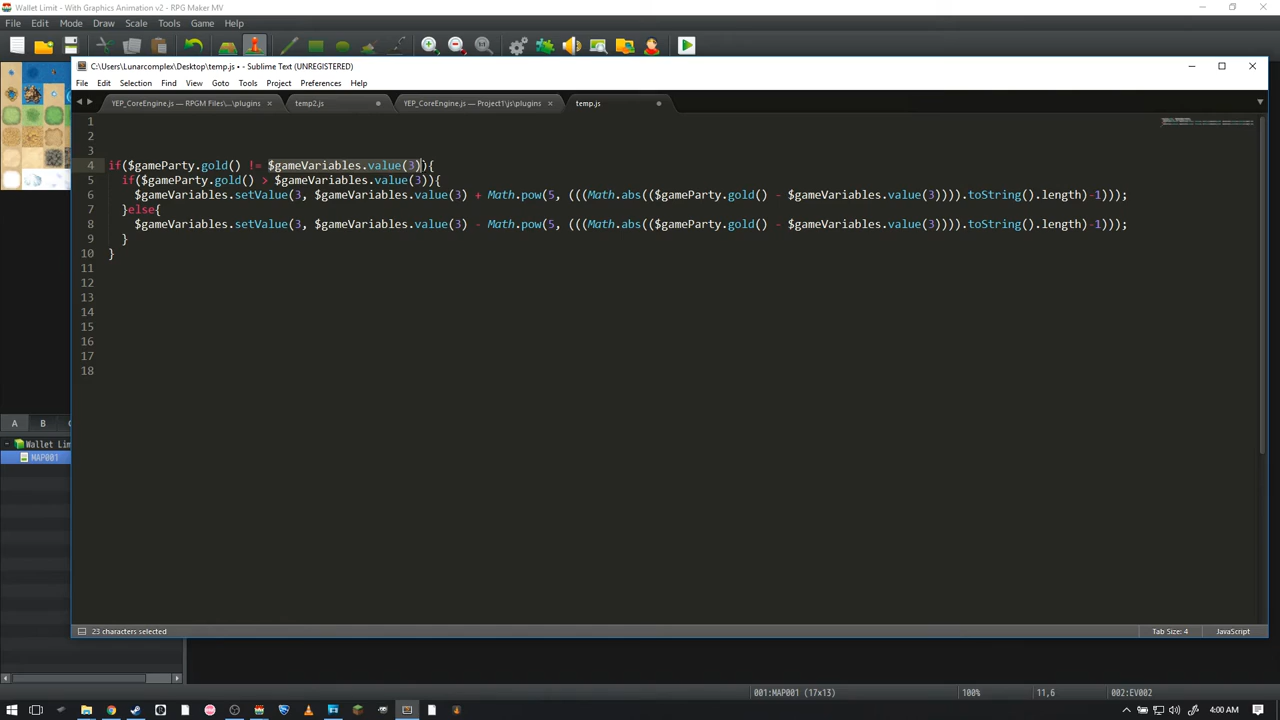 Wallet Limit - With Graphics Animation v2 - RPG Maker MV
File Edit Mode Draw Scale Tools Game Help
C:\Users\Lunarcomplex\Desktop\temp.js • - Sublime Text (UNREGISTERED)
File Edit Selection Find View Goto Tools Project Preferences Help
YEP_CoreEngine.js — RPGM Files/...\plugins temp2.js YEP_CoreEngine.js — Project1\js\plugins temp.js
1
2
3
4 if($gameParty.gold() != $gameVariables.value(3)){
5 if($gameParty.gold() > $gameVariables.value(3)){
6 $gameVariables.setValue(3, $gameVariables.value(3) + Math.pow(5, (((Math.abs(($gameParty.gold() - $gameVariables.value(3)))).toString().length)-1)));
7 }else{
8 $gameVariables.setValue(3, $gameVariables.value(3) - Math.pow(5, (((Math.abs(($gameParty.gold() - $gameVariables.value(3)))).toString().length)-1)));
9 }
10 }
11
12
13
14
15
16
17
18
A B
Wallet Lim
MAP001
23 characters selected Tab Size: 4 JavaScript
001:MAP001 (17x13) 100% 11,6 002:EV002
4:00 AM